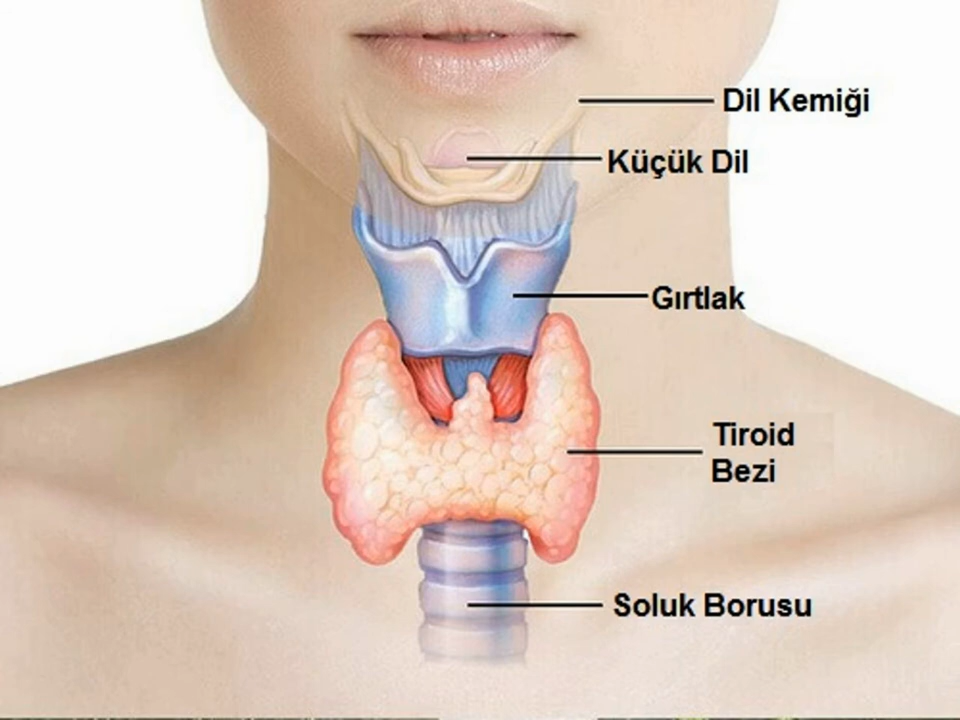 Dil Kemiği
Küçük Dil
Gırtlak
Tiroid
Bezi
Soluk Borusu